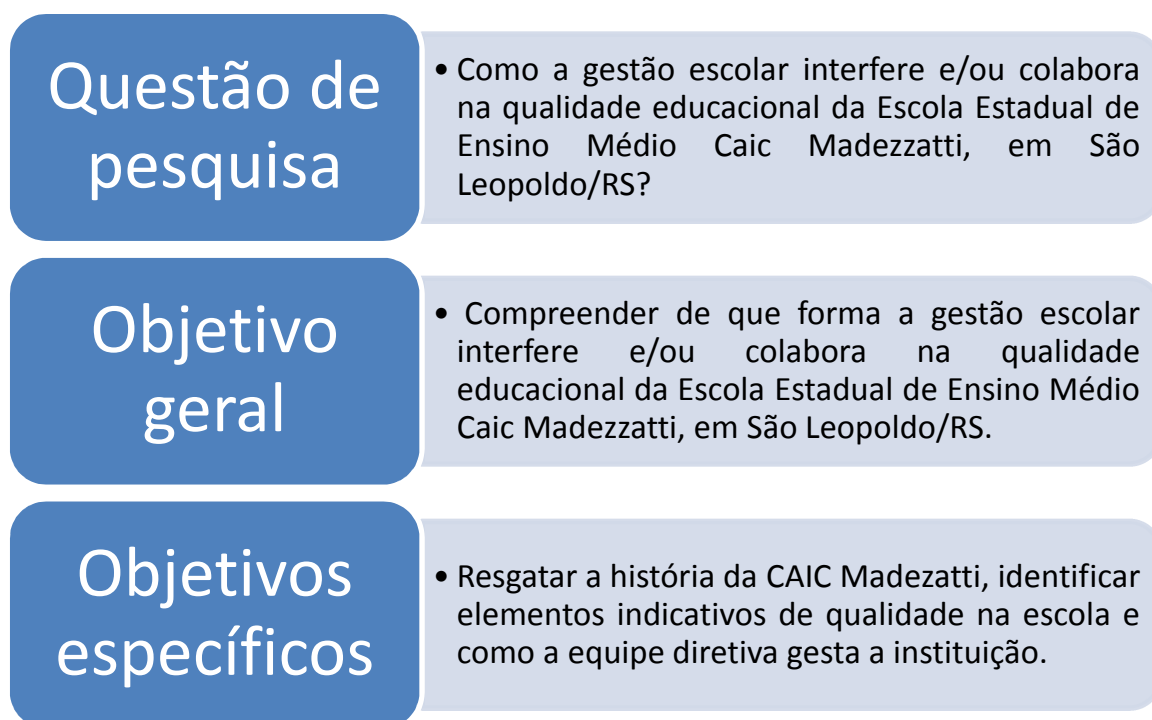 Questão de
pesquisa
• Como a gestão escolar interfere e/ou colabora
na qualidade educacional da Escola Estadual de
Ensino Médio Caic Madezzatti, em São
Leopoldo/RS?
Objetivo
geral
• Compreender de que forma a gestão escolar
interfere e/ou colabora na qualidade
educacional da Escola Estadual de Ensino Médio
Caic Madezzatti, em São Leopoldo/RS.
Objetivos
específicos
• Resgatar a história da CAIC Madezatti, identificar
elementos indicativos de qualidade na escola e
como a equipe diretiva gesta a instituição.